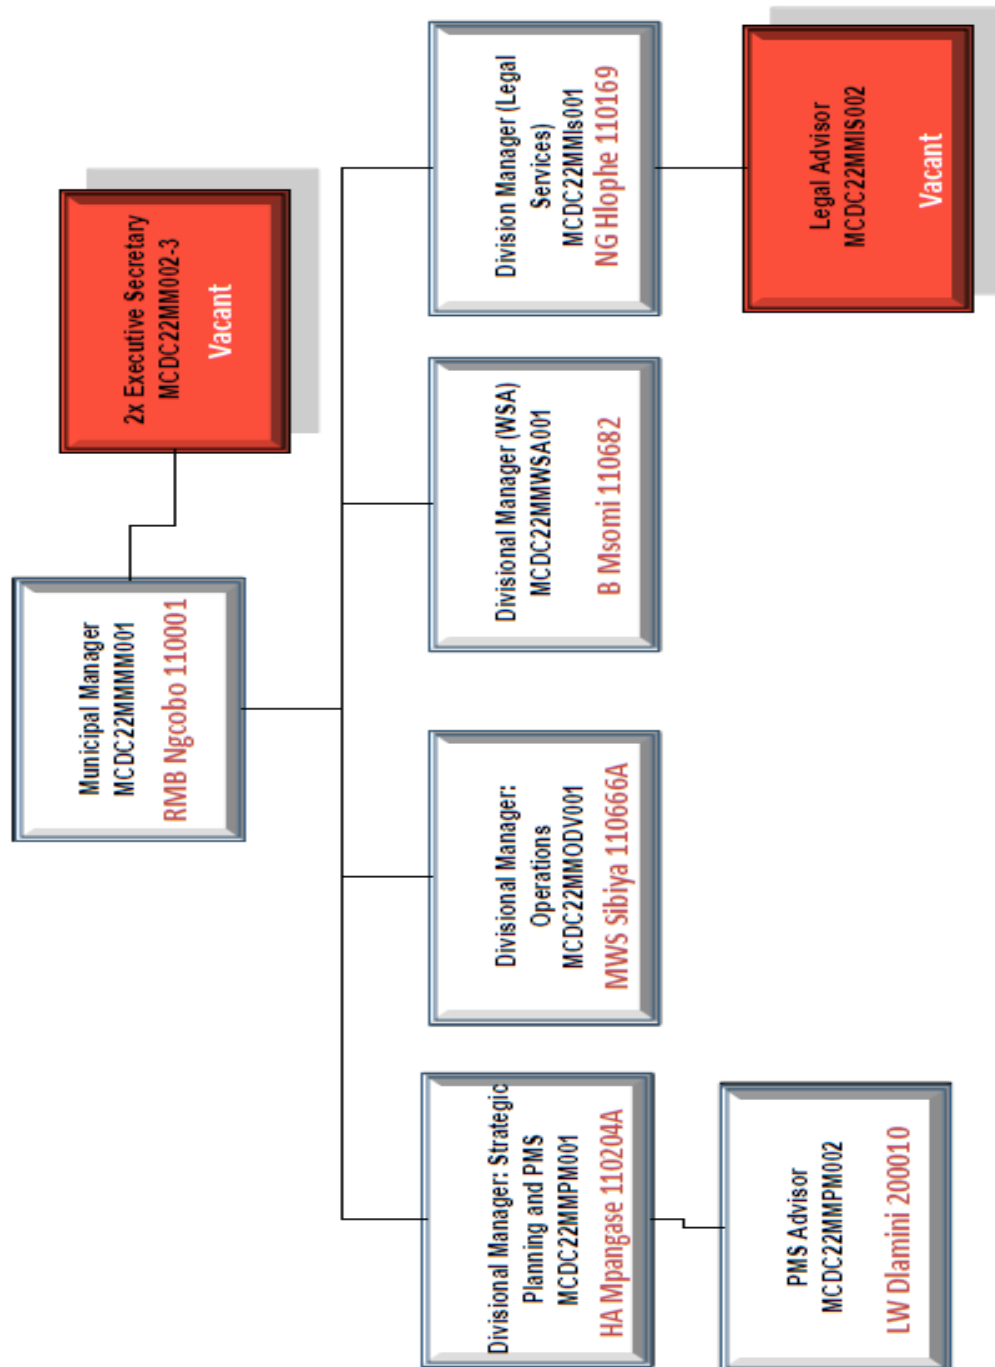 Municipal Manager
MCDC22MMMM001
RMB Ngcobo 110001
2x Executive Secretary
MCDC22MM002-3
Vacant
Divisional Manager: Strategic
Planning and PMS
MCDC22MMPM001
HA Mpangase 110204A
Divisional Manager:
Operations
MCDC22MMODV001
MWS Sibiya 110666A
Divisional Manager (WSA)
MCDC22MMWSA001
B Msomi 110682
Division Manager (Legal
Services)
MCDC22MMls001
NG Hlophe 110169
PMS Advisor
MCDC22MMPM002
LW Dlamini 200010
Legal Advisor
MCDC22MMlS002
Vacant